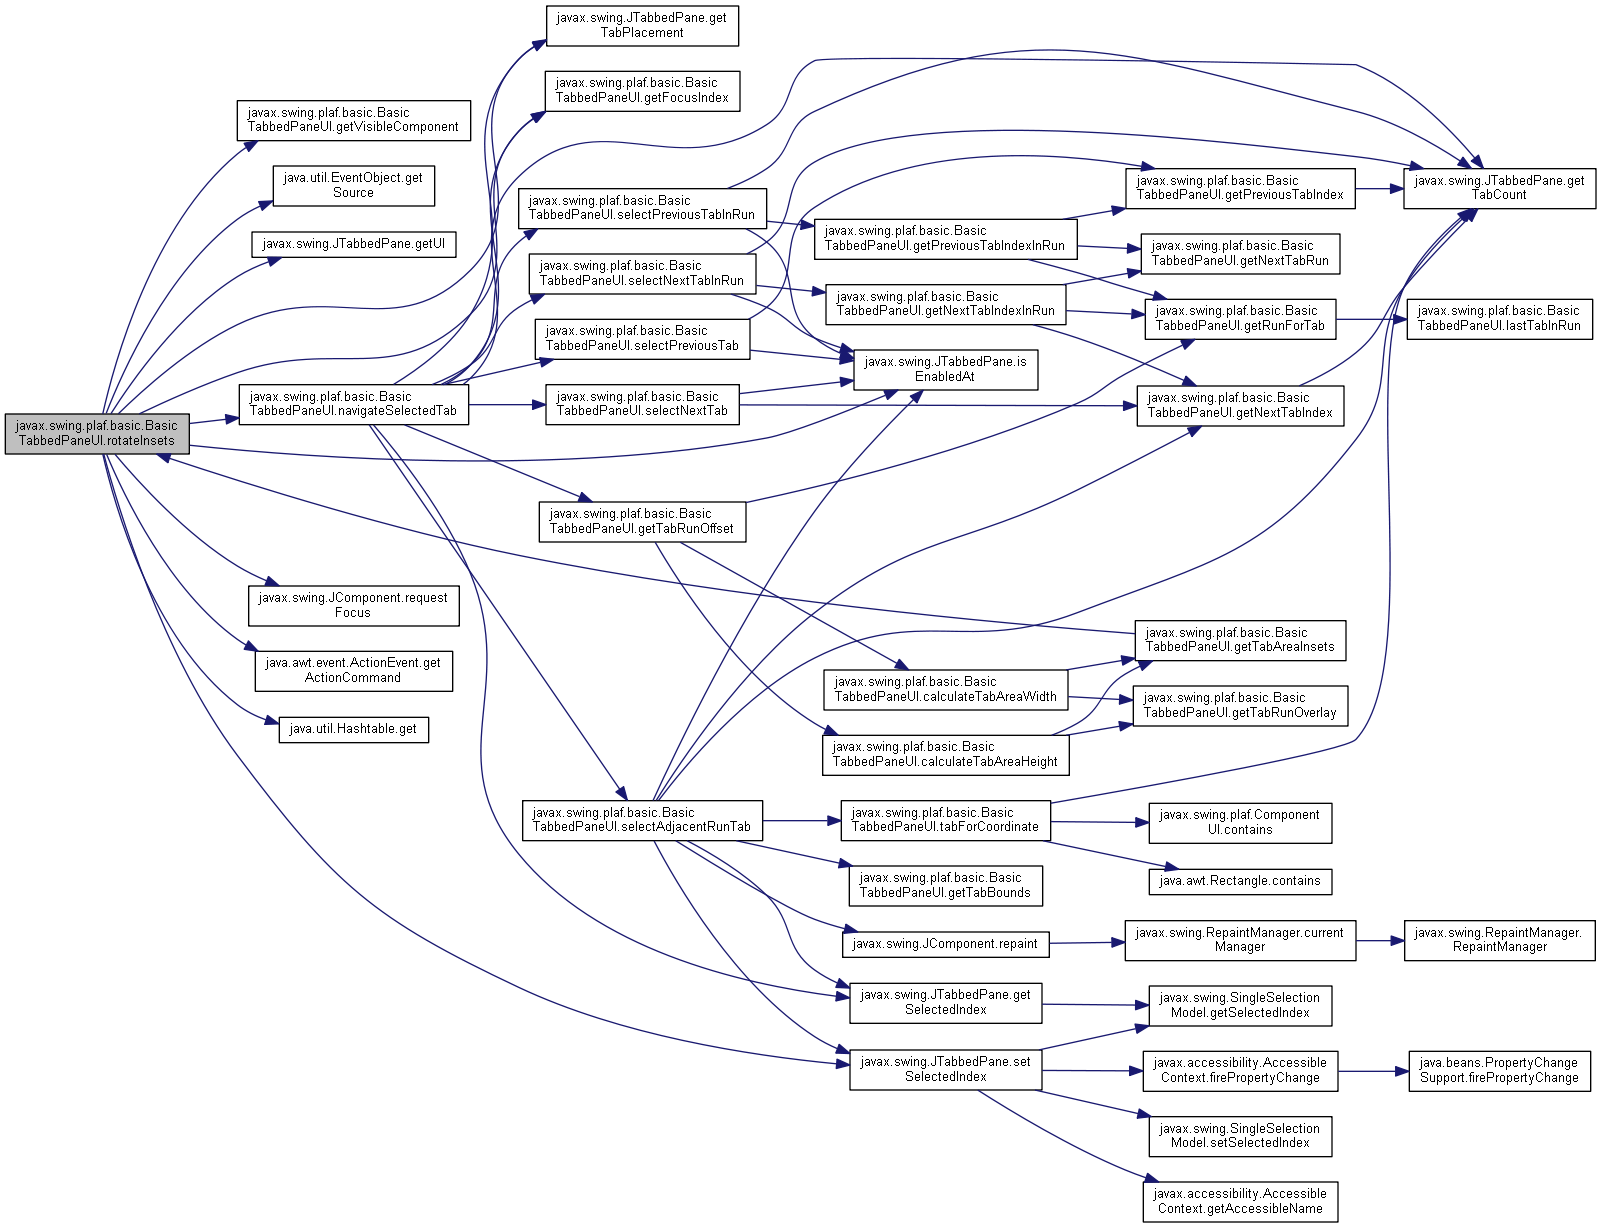 javax.swing.plaf.basic.Basic
TabbedPaneUI.rotateInsets
javax.swing.plaf.basic.Basic
TabbedPaneUI.getVisibleComponent
java.util.EventObject.get
Source
javax.swing.JTabbedPane.getUI
javax.swing.plaf.basic.Basic
TabbedPaneUI.navigateSelectedTab
javax.swing.JComponent.request
Focus
java.awt.event.ActionEvent.get
ActionCommand
java.util.Hashtable.get
javax.swing.JTabbedPane.get
TabPlacement
javax.swing.plaf.basic.Basic
TabbedPaneUI.getFocusIndex
javax.swing.plaf.basic.Basic
TabbedPaneUI.selectPreviousTabInRun
javax.swing.plaf.basic.Basic
TabbedPaneUI.selectNextTabInRun
javax.swing.plaf.basic.Basic
TabbedPaneUI.selectPreviousTab
javax.swing.plaf.basic.Basic
TabbedPaneUI.selectNextTab
javax.swing.plaf.basic.Basic
TabbedPaneUI.getTabRunOffset
javax.swing.plaf.basic.Basic
TabbedPaneUI.selectAdjacentRunTab
javax.swing.plaf.basic.Basic
TabbedPaneUI.getPreviousTabIndexInRun
javax.swing.plaf.basic.Basic
TabbedPaneUI.getNextTabIndexInRun
javax.swing.JTabbedPane.is
EnabledAt
javax.swing.plaf.basic.Basic
TabbedPaneUI.calculateTabAreaWidth
javax.swing.plaf.basic.Basic
TabbedPaneUI.calculateTabAreaHeight
javax.swing.plaf.basic.Basic
TabbedPaneUI.tabForCoordinate
javax.swing.plaf.basic.Basic
TabbedPaneUI.getTabBounds
javax.swing.JComponent.repaint
javax.swing.JTabbedPane.get
SelectedIndex
javax.swing.JTabbedPane.set
SelectedIndex
javax.swing.plaf.basic.Basic
TabbedPaneUI.getPreviousTabIndex
javax.swing.plaf.basic.Basic
TabbedPaneUI.getNextTabRun
javax.swing.plaf.basic.Basic
TabbedPaneUI.getRunForTab
javax.swing.plaf.basic.Basic
TabbedPaneUI.getNextTabIndex
javax.swing.plaf.basic.Basic
TabbedPaneUI.getTabAreaInsets
javax.swing.plaf.basic.Basic
TabbedPaneUI.getTabRunOverlay
javax.swing.plaf.Component
UI.contains
java.awt.Rectangle.contains
javax.swing.RepaintManager.current
Manager
javax.swing.SingleSelection
Model.getSelectedIndex
javax.accessibility.Accessible
Context.firePropertyChange
javax.swing.SingleSelection
Model.setSelectedIndex
javax.accessibility.Accessible
Context.getAccessibleName
javax.swing.JTabbedPane.get
TabCount
javax.swing.plaf.basic.Basic
TabbedPaneUI.lastTabInRun
javax.swing.RepaintManager.
RepaintManager
java.beans.PropertyChange
Support.firePropertyChange